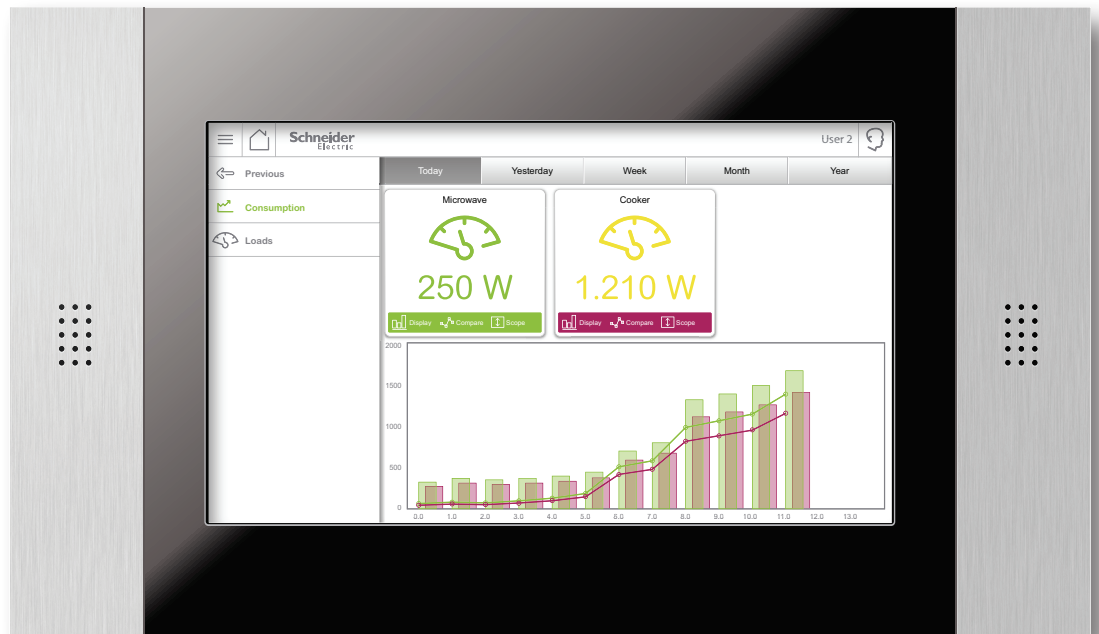 Schneider
Electric
User 2
Previous
Consumption
Loads
Today Yesterday Week Month Year
Microwave
250 W
Display Compare Scope
Cooker
1.210 W
Display Compare Scope
2000
1500
1000
500
0
0.0 1.0 2.0 3.0 4.0 5.0 6.0 7.0 8.0 9.0 10.0 11.0 12.0 13.0